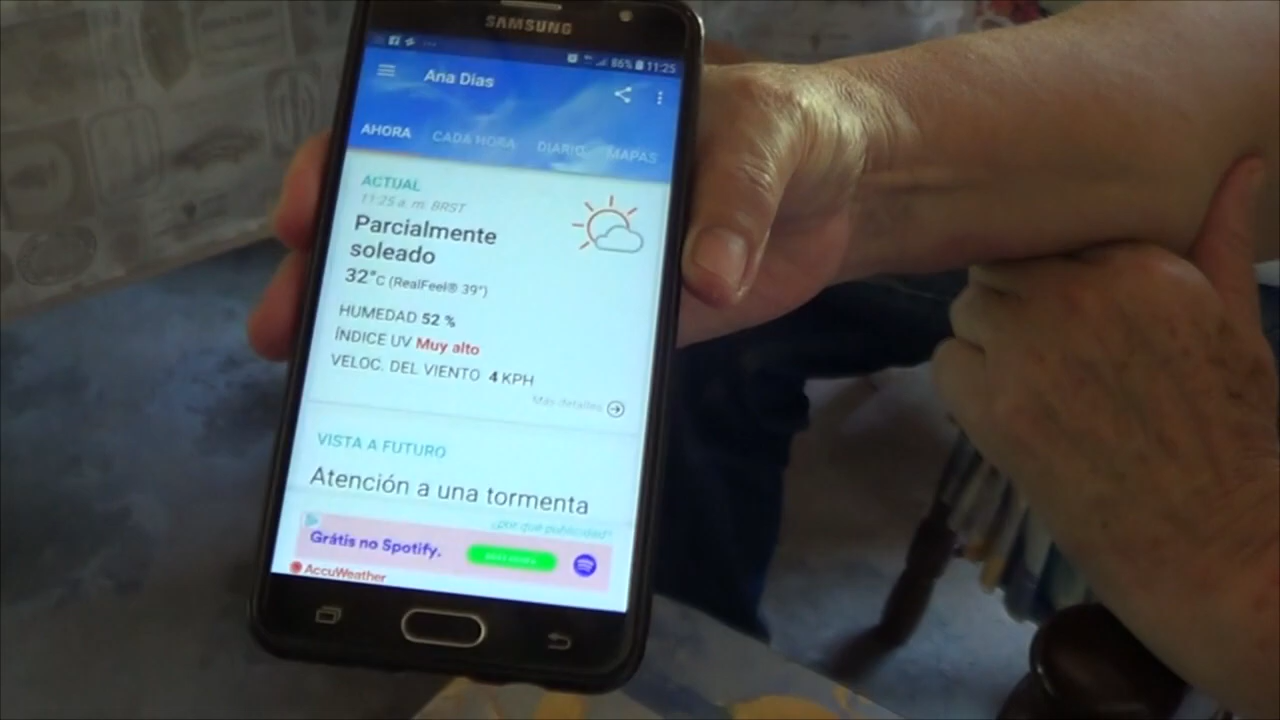 SAMSUNG
86% 11:25
Ana Dias
AHORA CADA HORA DIARIO MAPAS
ACTUAL
11:25 a. m. BRST
Parcialmente
soleado
32°C (RealFeel® 39°)
HUMEDAD 52 %
ÍNDICE UV Muy alto
VELOC. DEL VIENTO 4 KPH
Más detalles
VISTA A FUTURO
Atención a una tormenta
¿por qué publicidad?
Grátis no Spotify.
AccuWeather